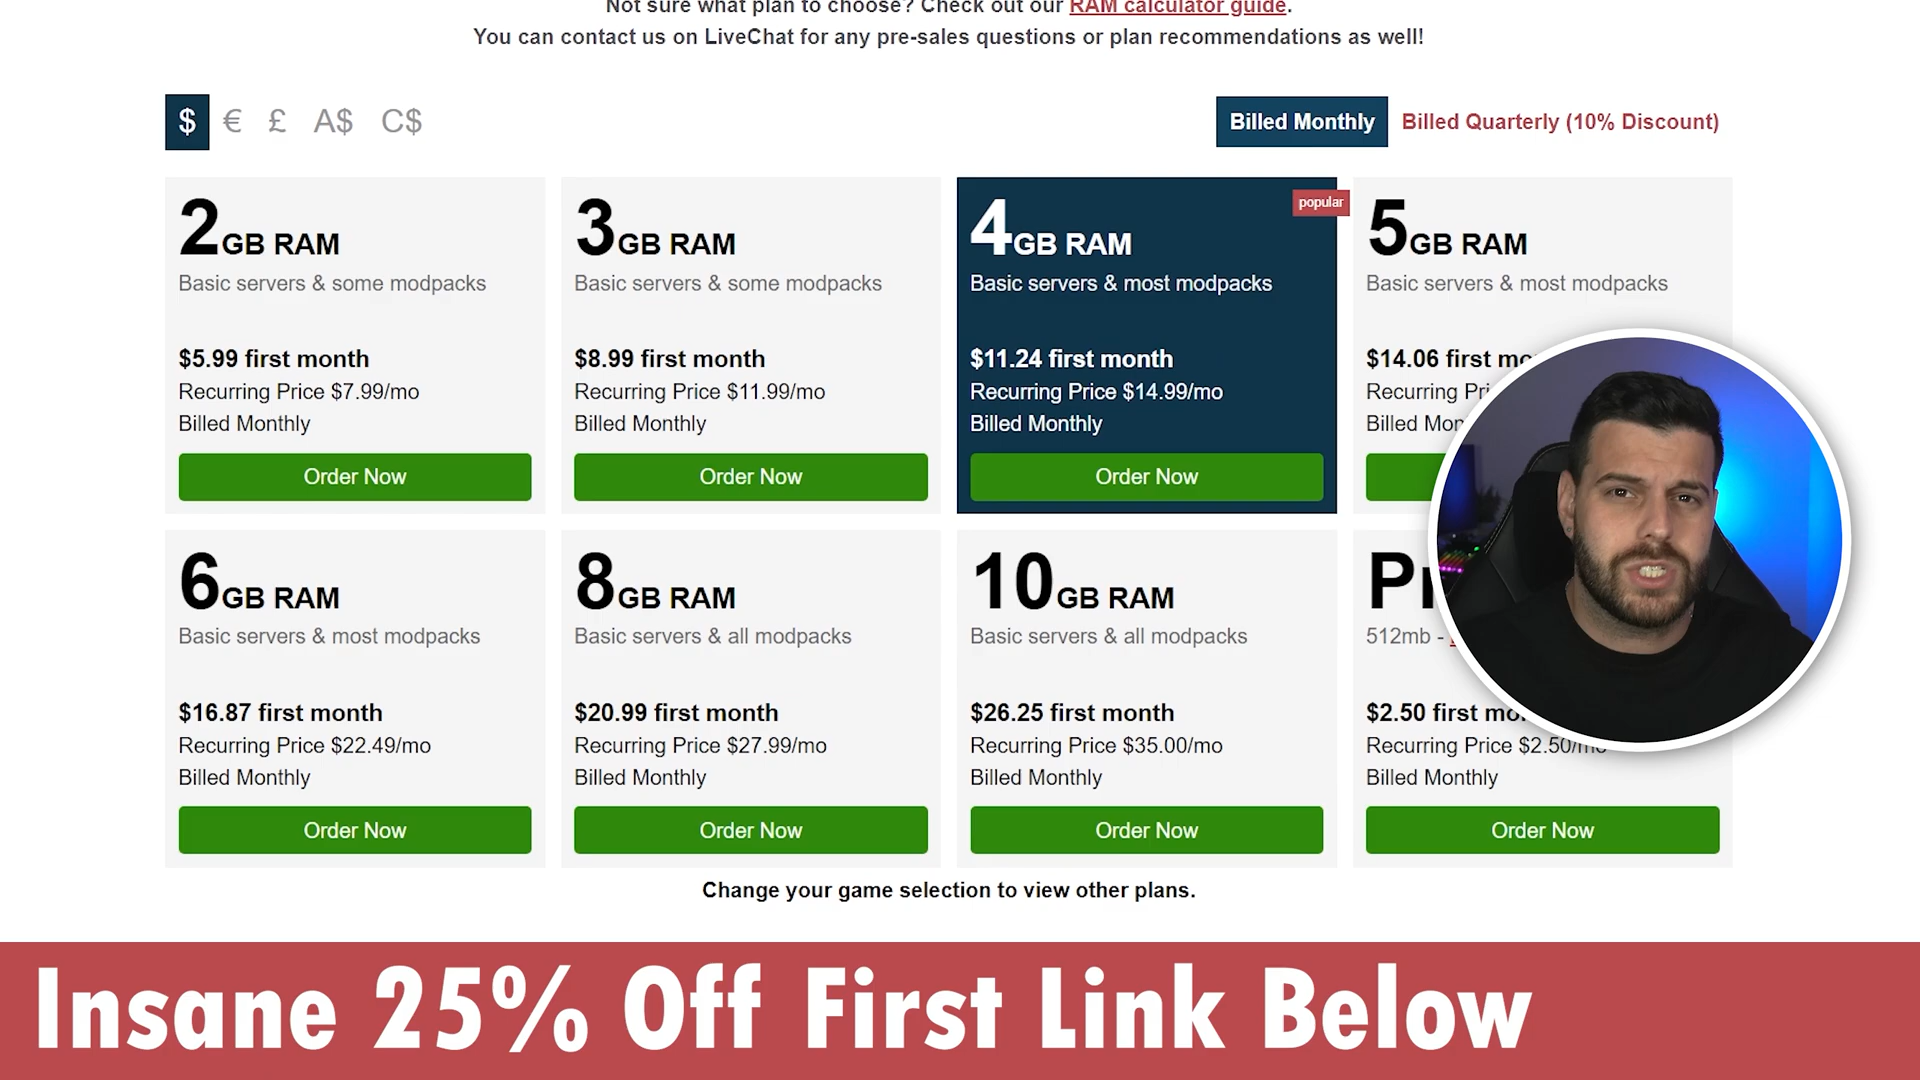 Not sure what plan to choose? Check out our RAM calculator guide.
You can contact us on LiveChat for any pre-sales questions or plan recommendations as well!
$ € £ A$ C$
Billed Monthly
Billed Quarterly (10% Discount)
2GB RAM
Basic servers & some modpacks
$5.99 first month
Recurring Price $7.99/mo
Billed Monthly
Order Now
3GB RAM
Basic servers & some modpacks
$8.99 first month
Recurring Price $11.99/mo
Billed Monthly
Order Now
popular
4GB RAM
Basic servers & most modpacks
$11.24 first month
Recurring Price $14.99/mo
Billed Monthly
Order Now
5GB RAM
Basic servers & most modpacks
$14.06 first
Recurring
Billed
6GB RAM
Basic servers & most modpacks
$16.87 first month
Recurring Price $22.49/mo
Billed Monthly
Order Now
8GB RAM
Basic servers & all modpacks
$20.99 first month
Recurring Price $27.99/mo
Billed Monthly
Order Now
10GB RAM
Basic servers & all modpacks
$26.25 first month
Recurring Price $35.00/mo
Billed Monthly
Order Now
512mb -
$2.50 first
Recurring Price $2.50/mo
Billed Monthly
Order Now
Change your game selection to view other plans.
Insane 25% Off First Link Below